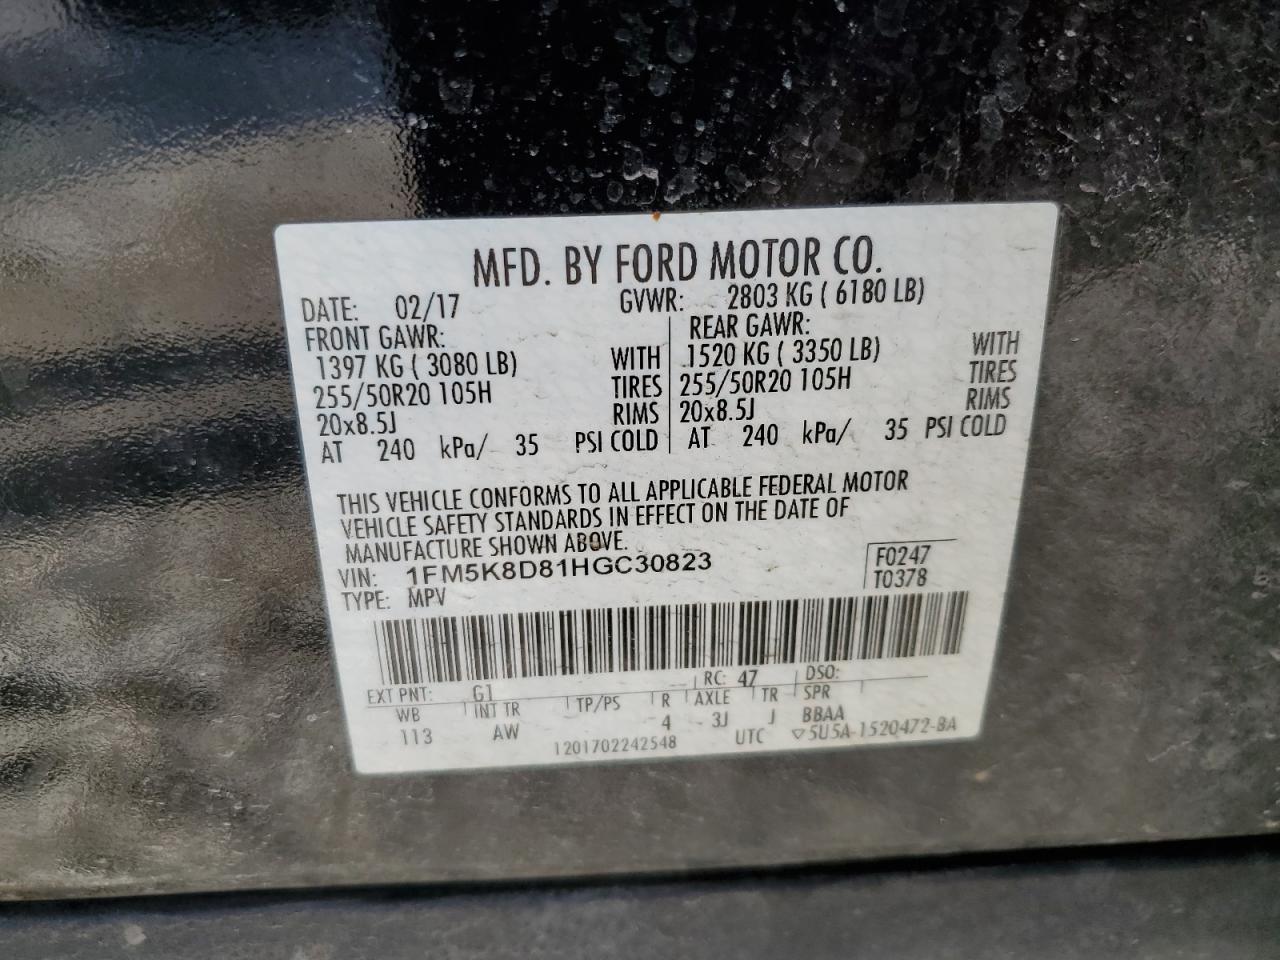 MFD. BY FORD MOTOR CO.
DATE: 02/17 GVWR: 2803 KG ( 6180 LB)
FRONT GAWR: REAR GAWR:
1397 KG ( 3080 LB) WITH 1520 KG ( 3350 LB) WITH
255/50R20 105H TIRES 255/50R20 105H TIRES
20x8.5J RIMS 20x8.5J RIMS
AT 240 kPa/ 35 PSI COLD AT 240 kPa/ 35 PSI COLD
THIS VEHICLE CONFORMS TO ALL APPLICABLE FEDERAL MOTOR
VEHICLE SAFETY STANDARDS IN EFFECT ON THE DATE OF
MANUFACTURE SHOWN ABOVE.
VIN: 1FM5K8D81HGC30823 F0247
TYPE: MPV T0378
EXT PNT: G1 RC: 47 DSO:
WB INT TR TP/PS R AXLE TR SPR
113 AW 4 3J J BBAA
1201702242548 UTC ▽5U5A-1520472-BA